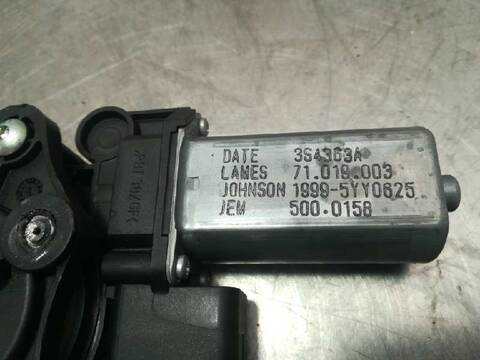 DATE 3S4363A
LAMES 71.019.003
JOHNSON 1999-5YY0625
JEM 500.0158